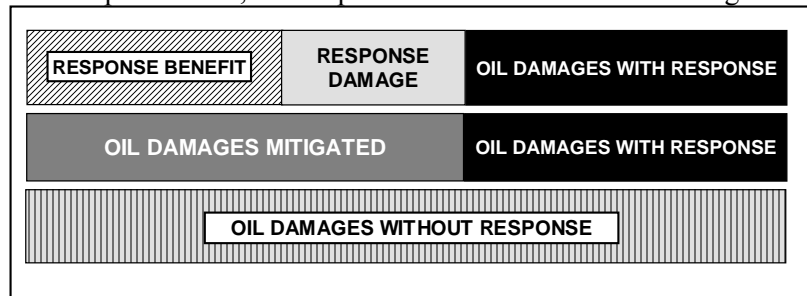 RESPONSE BENEFIT
RESPONSE
DAMAGE
OIL DAMAGES WITH RESPONSE
OIL DAMAGES MITIGATED
OIL DAMAGES WITH RESPONSE
OIL DAMAGES WITHOUT RESPONSE